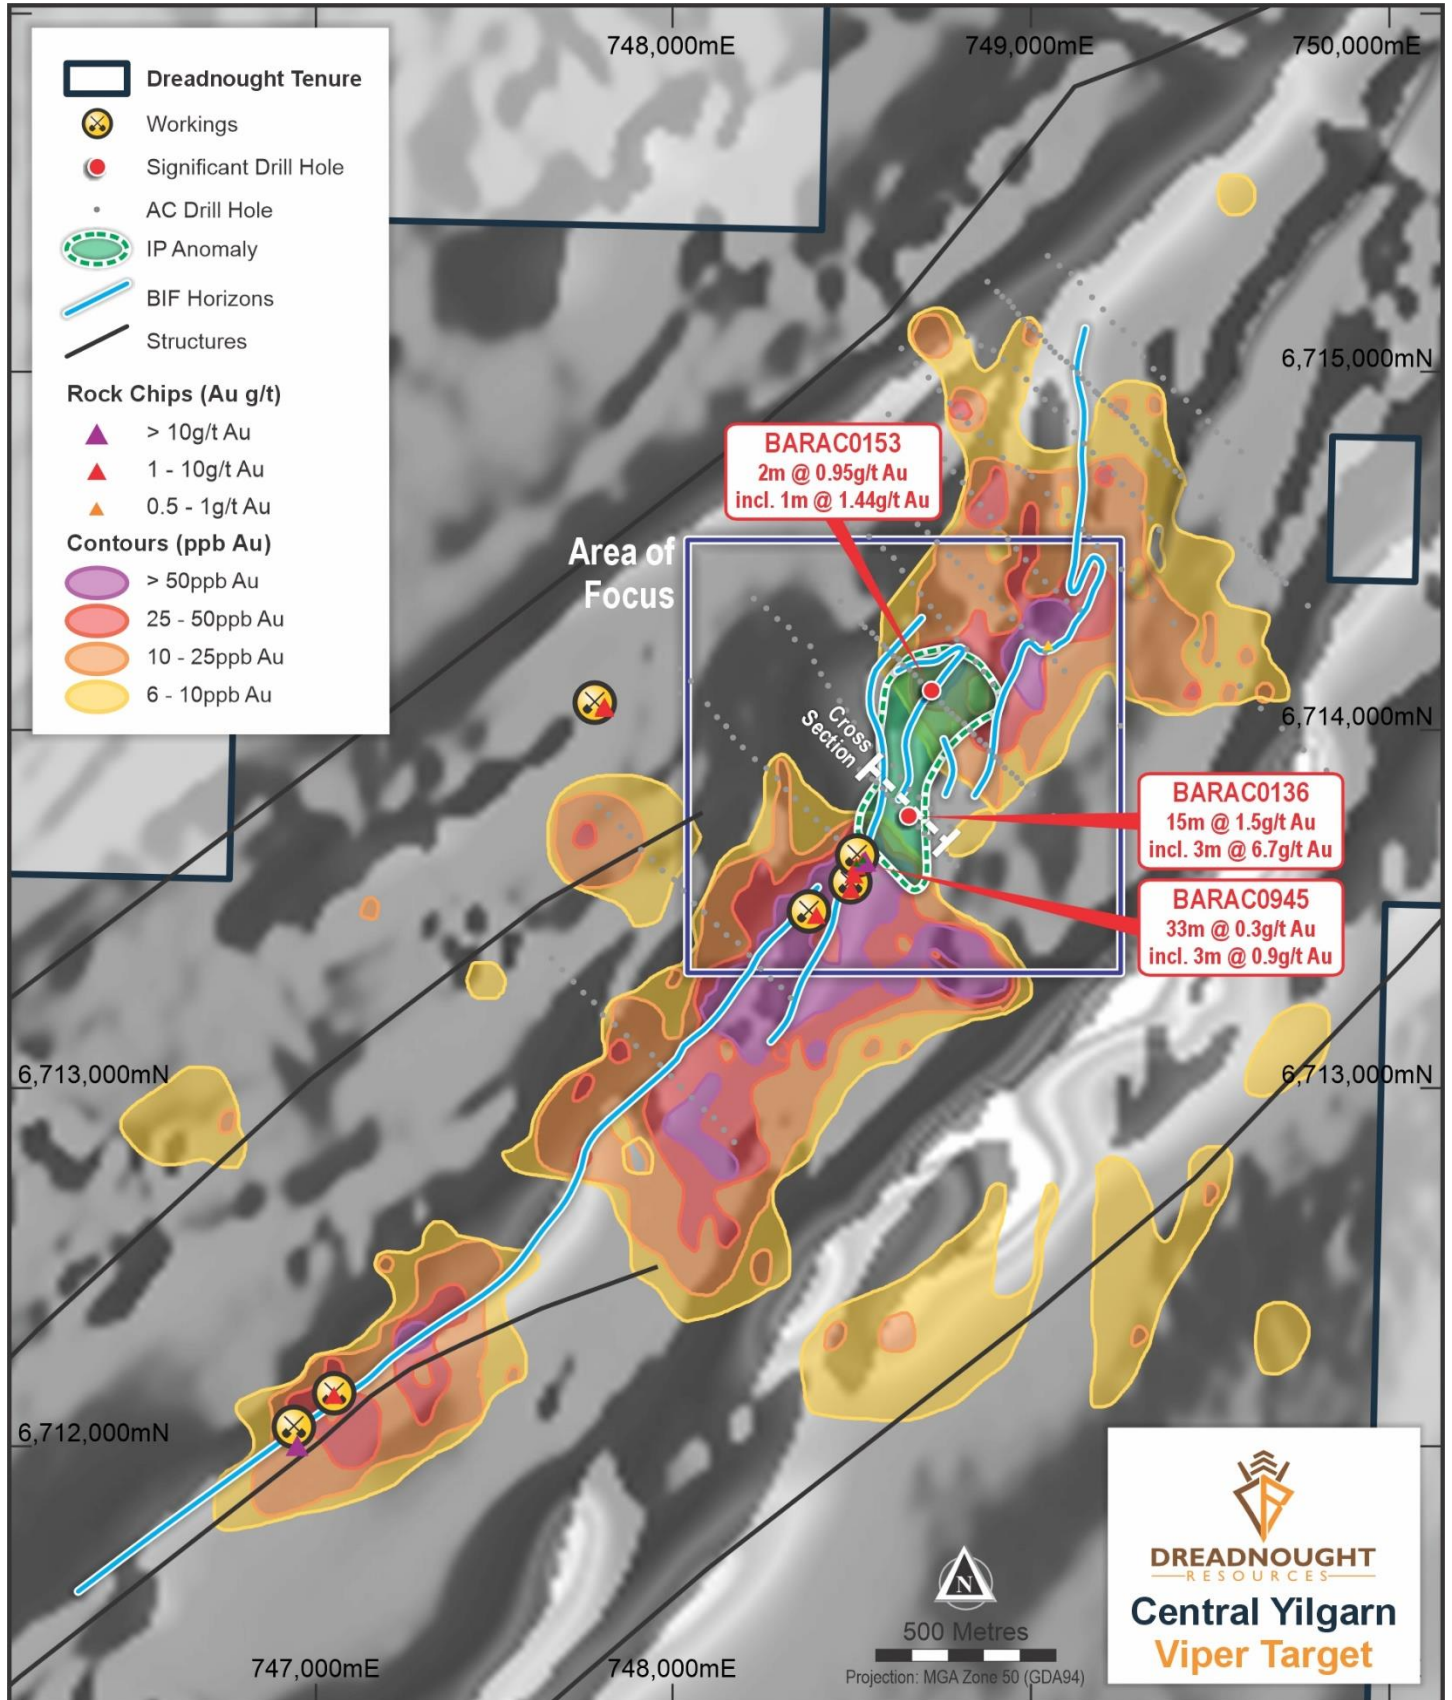 748,000mE
749,000mE
750,000mE
Dreadnought Tenure
Workings
Significant Drill Hole
AC Drill Hole
IP Anomaly
BIF Horizons
Structures
Rock Chips (Au g/t)
> 10g/t Au
1 - 10g/t Au
0.5 - 1g/t Au
Contours (ppb Au)
> 50ppb Au
25 - 50ppb Au
10 - 25ppb Au
6 - 10ppb Au
6,715,000mN
BARAC0153
2m @ 0.95g/t Au
incl. 1m @ 1.44g/t Au
Area of
Focus
6,714,000mN
Cross
Section
BARAC0136
15m @ 1.5g/t Au
incl. 3m @ 6.7g/t Au
BARAC0945
33m @ 0.3g/t Au
incl. 3m @ 0.9g/t Au
6,713,000mN
6,713,000mN
6,712,000mN
747,000mE
748,000mE
N
500 Metres
Projection: MGA Zone 50 (GDA94)
DREADNOUGHT
RESOURCES
Central Yilgarn
Viper Target